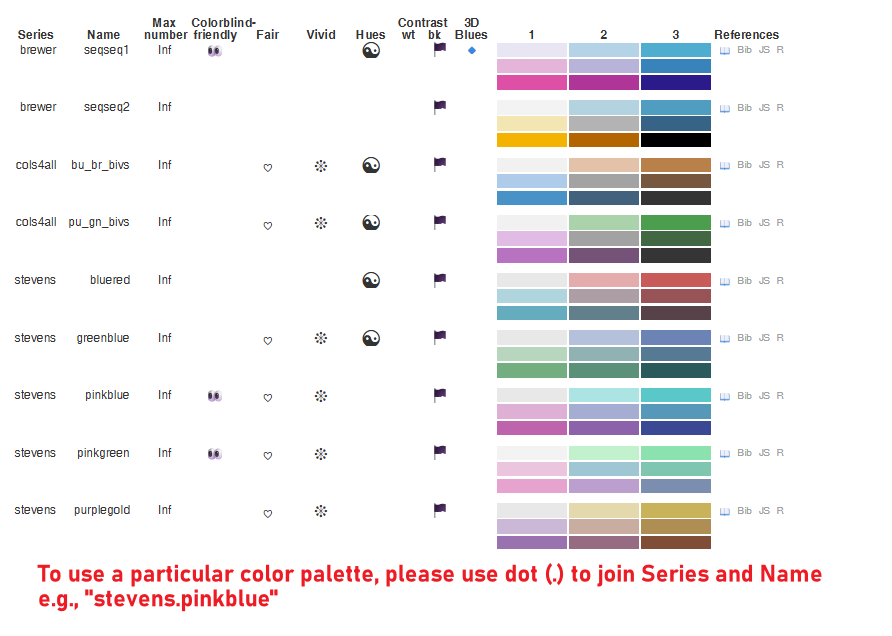 Series Name Max number Colorblind-friendly Fair Vivid Hues Contrast wt bk 3D Blues 1 2 3 References
brewer seqseq1 Inf Bib JS R
brewer seqseq2 Inf Bib JS R
cols4all bu_br_bivs Inf Bib JS R
cols4all pu_gn_bivs Inf Bib JS R
stevens bluered Inf Bib JS R
stevens greenblue Inf Bib JS R
stevens pinkblue Inf Bib JS R
stevens pinkgreen Inf Bib JS R
stevens purplegold Inf Bib JS R
To use a particular color palette, please use dot (.) to join Series and Name
e.g., "stevens.pinkblue"